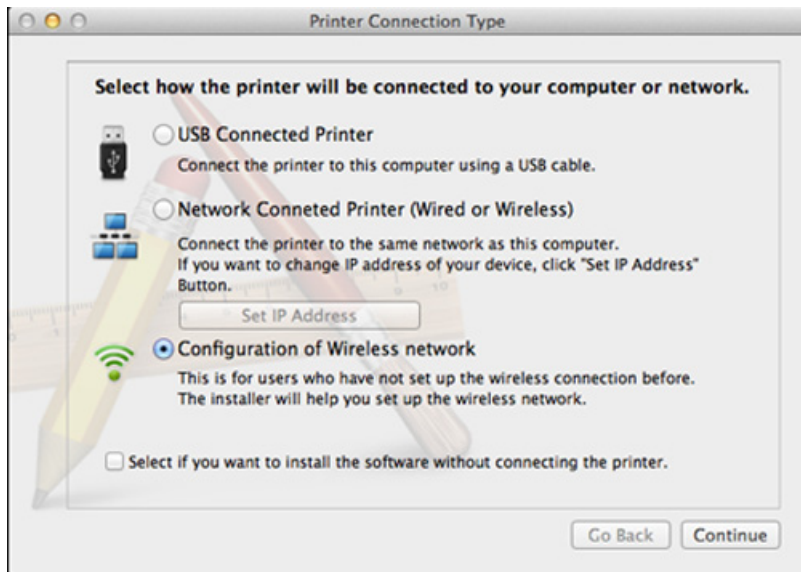 Printer Connection Type
Select how the printer will be connected to your computer or network.
USB Connected Printer
Connect the printer to this computer using a USB cable.
Network Conneted Printer (Wired or Wireless)
Connect the printer to the same network as this computer.
If you want to change IP address of your device, click "Set IP Address"
Button.
Set IP Address
Configuration of Wireless network
This is for users who have not set up the wireless connection before.
The installer will help you set up the wireless network.
Select if you want to install the software without connecting the printer.
Go Back Continue